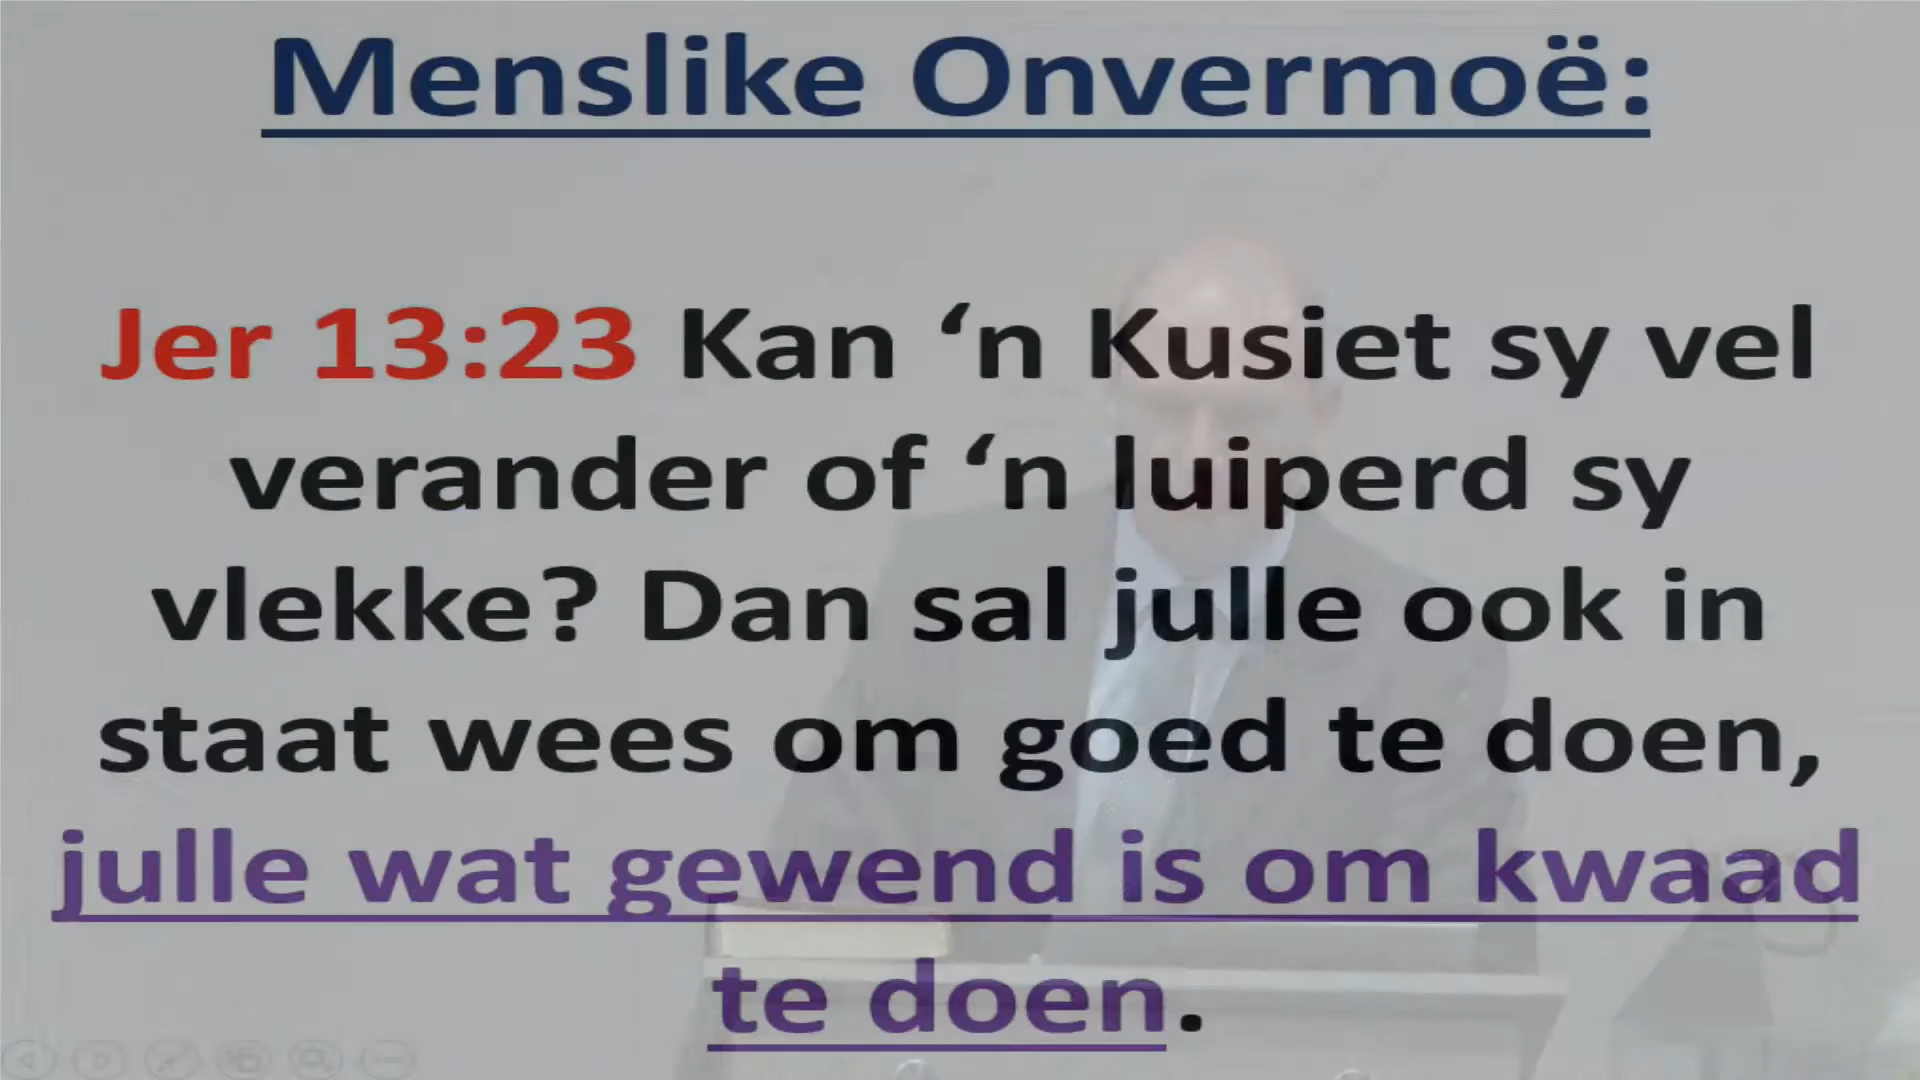 Menslike Onvermoë:
Jer 13:23 Kan ‘n Kusiet sy vel
verander of ‘n luiperd sy
vlekke? Dan sal julle ook in
staat wees om goed te doen,
julle wat gewend is om kwaad
te doen.